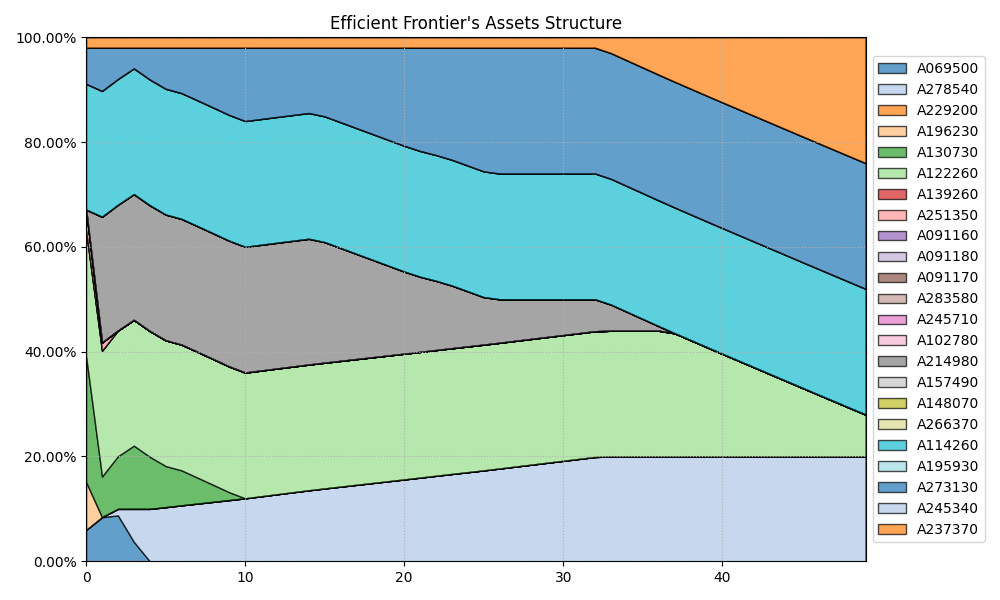 Efficient Frontier's Assets Structure
100.00%
80.00%
60.00%
40.00%
20.00%
0.00%
0
10
20
30
40
A069500
A278540
A229200
A196230
A130730
A122260
A139260
A251350
A091160
A091180
A091170
A283580
A245710
A102780
A214980
A157490
A148070
A266370
A114260
A195930
A273130
A245340
A237370